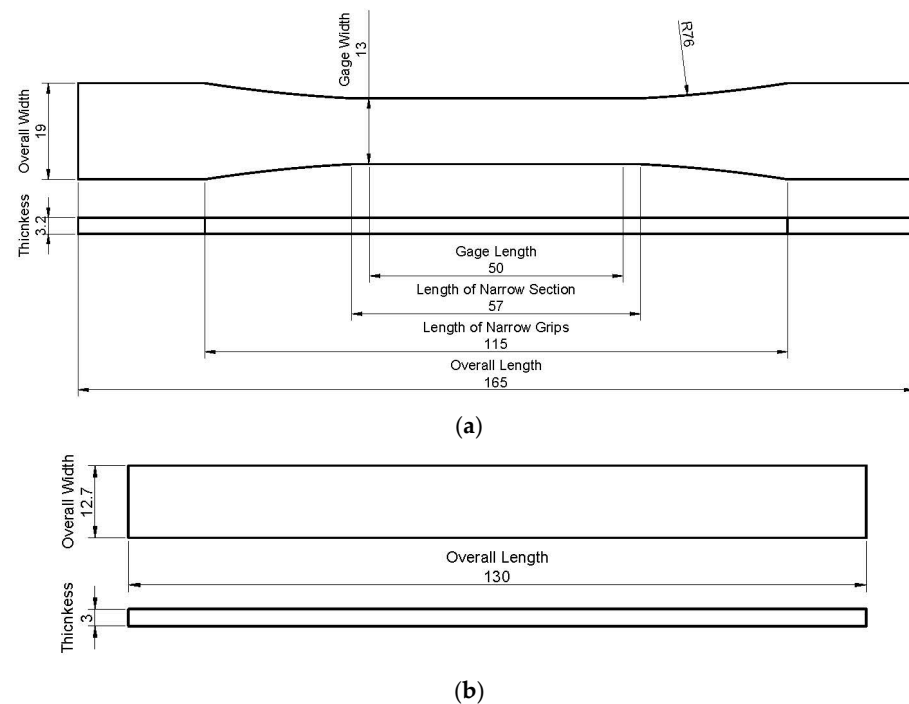 Gage Width
13
R76
Overall Width
19
Thicnkess
3.2
Gage Length
50
Length of Narrow Section
57
Length of Narrow Grips
115
Overall Length
165
(a)
Overall Width
12.7
Overall Length
130
Thicnkess
3
(b)